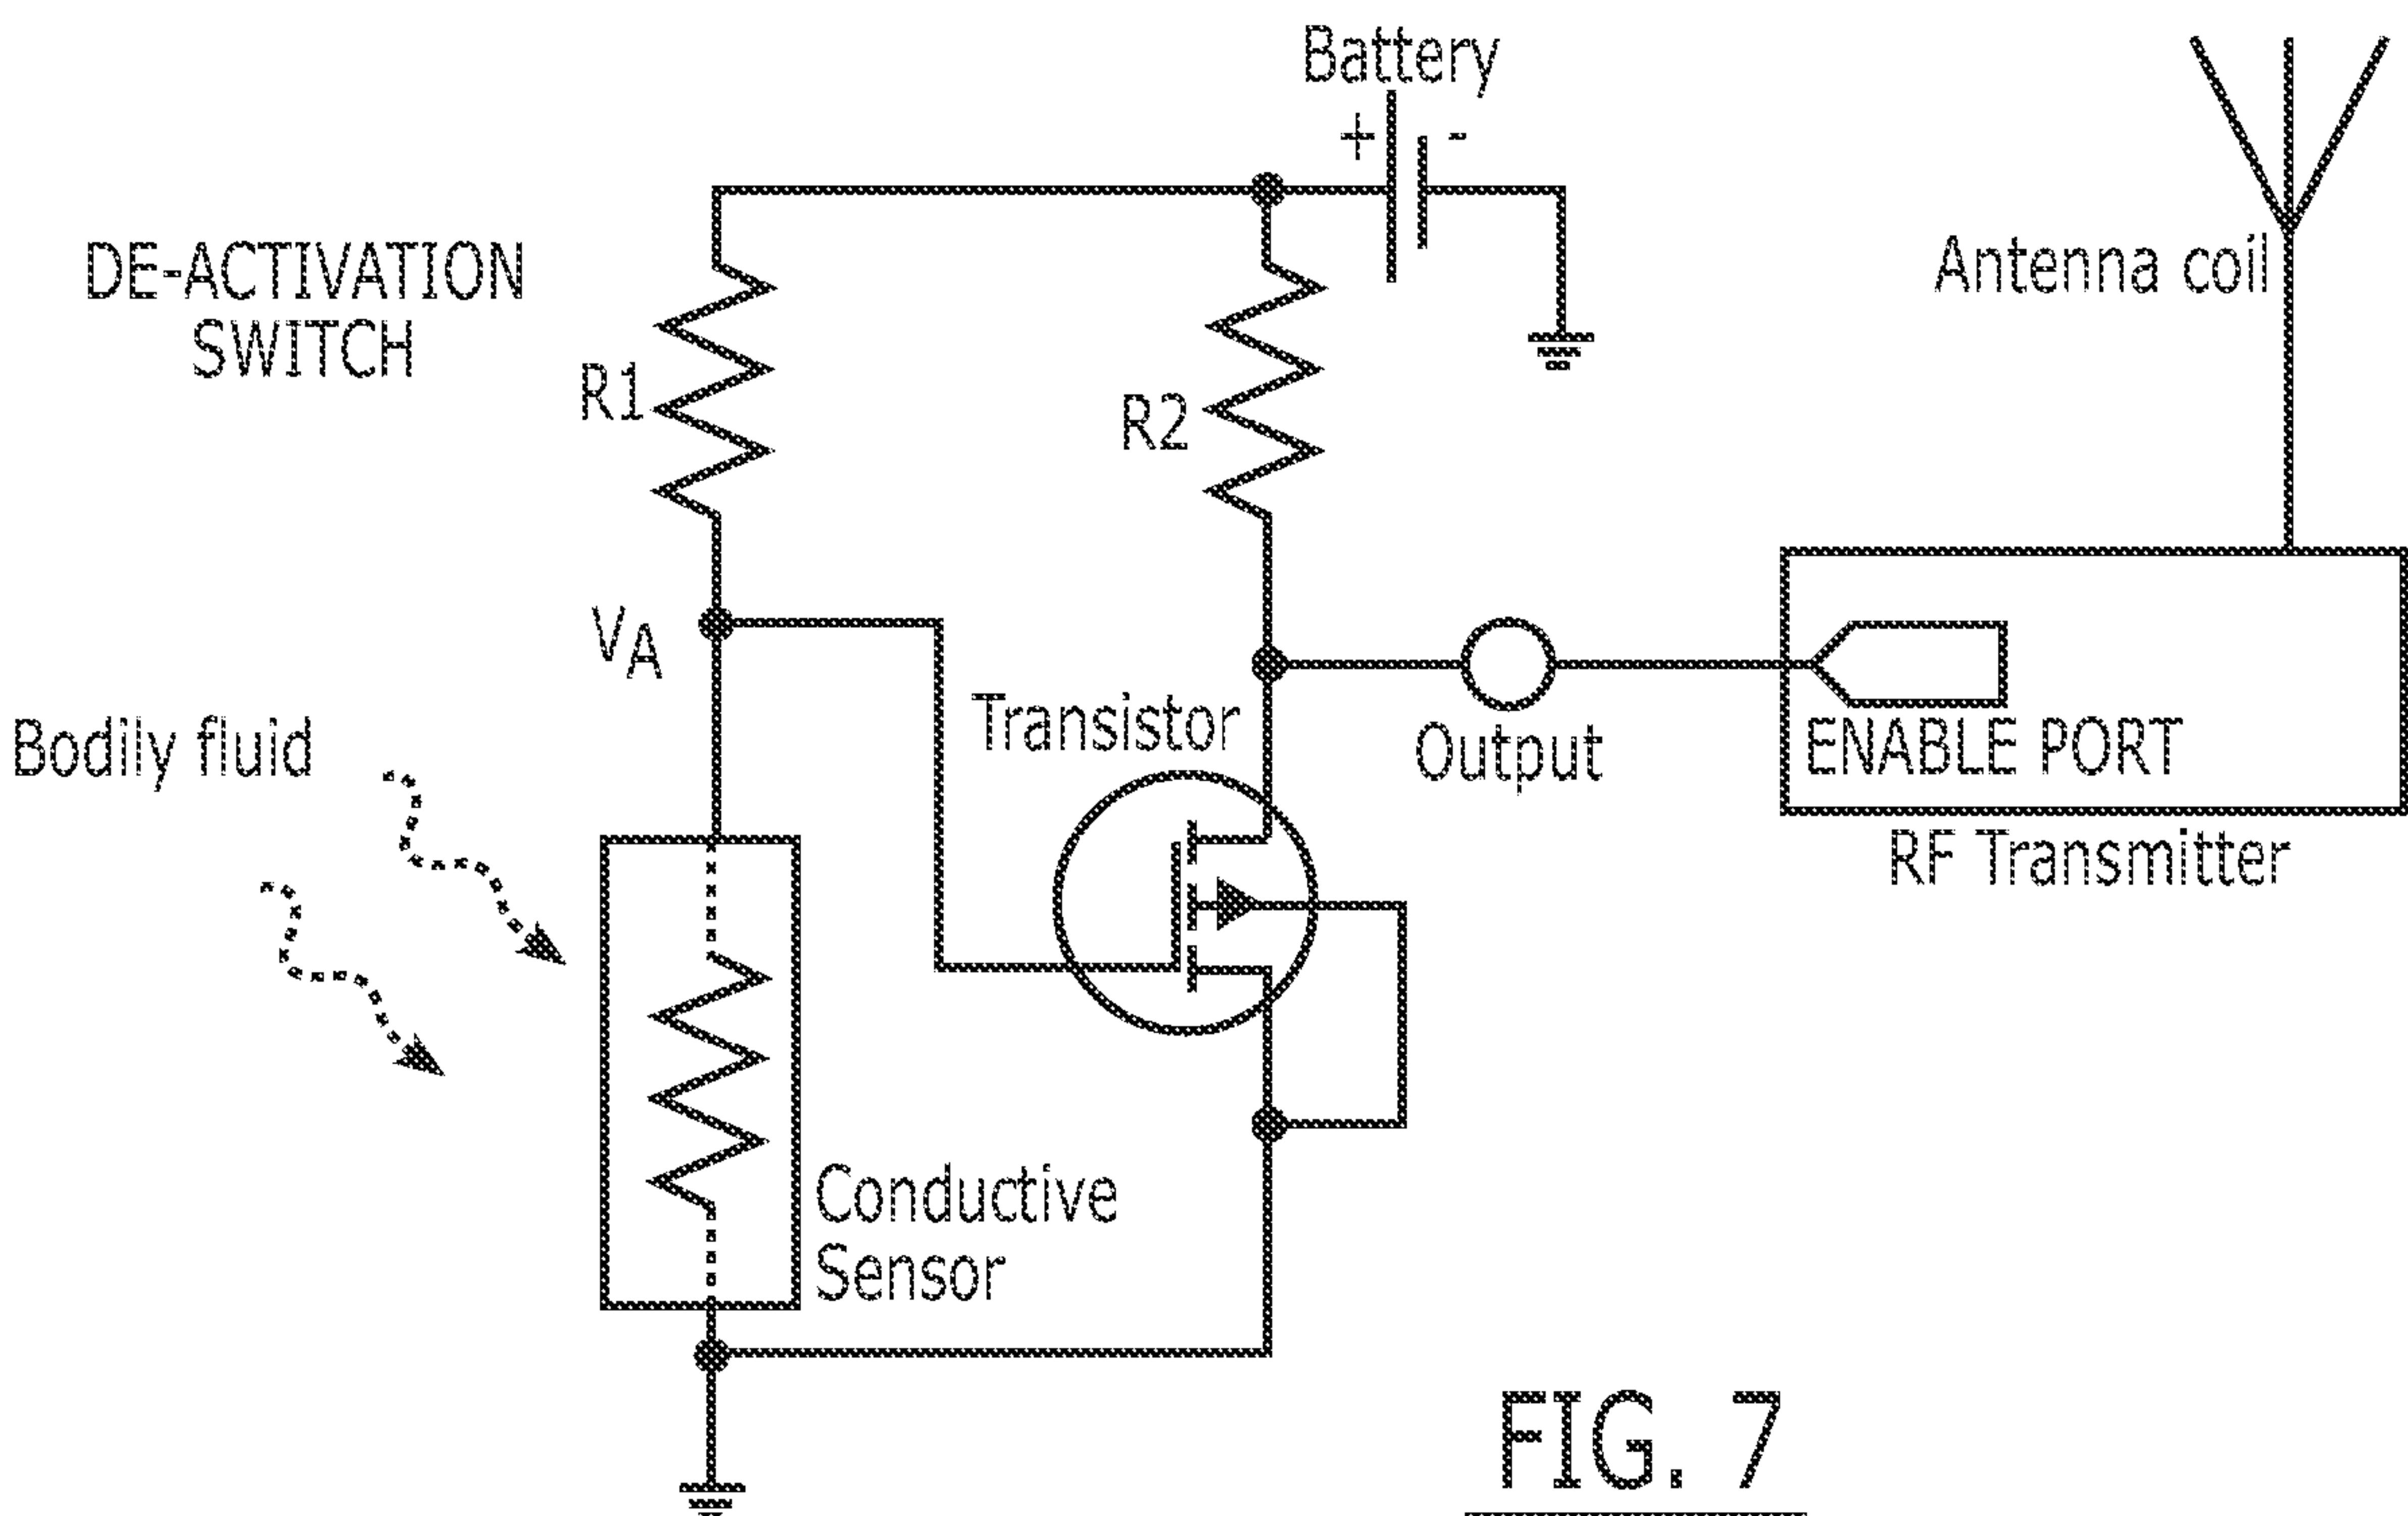 Battery
+ -
DE-ACTIVATION
SWITCH
Antenna coil
R1
R2
VA
Transistor
Bodily fluid
Output
ENABLE PORT
RF Transmitter
Conductive
Sensor
FIG. 7